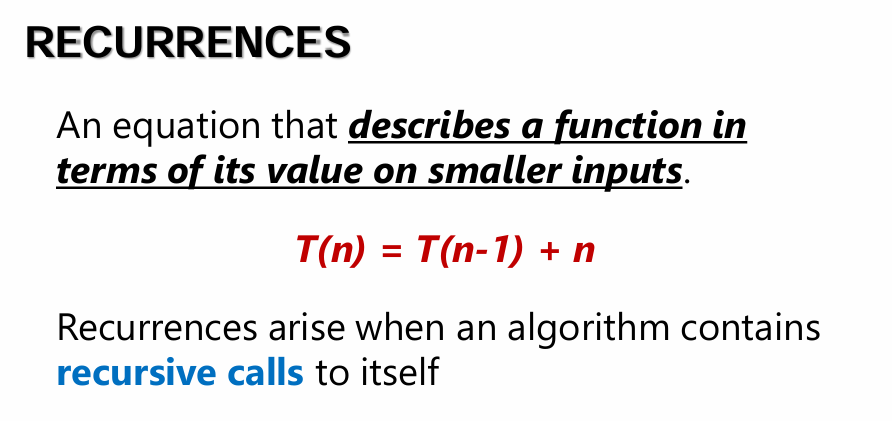 RECURRENCES
An equation that describes a function in
terms of its value on smaller inputs.
T(n) = T(n-1) + n
Recurrences arise when an algorithm contains
recursive calls to itself